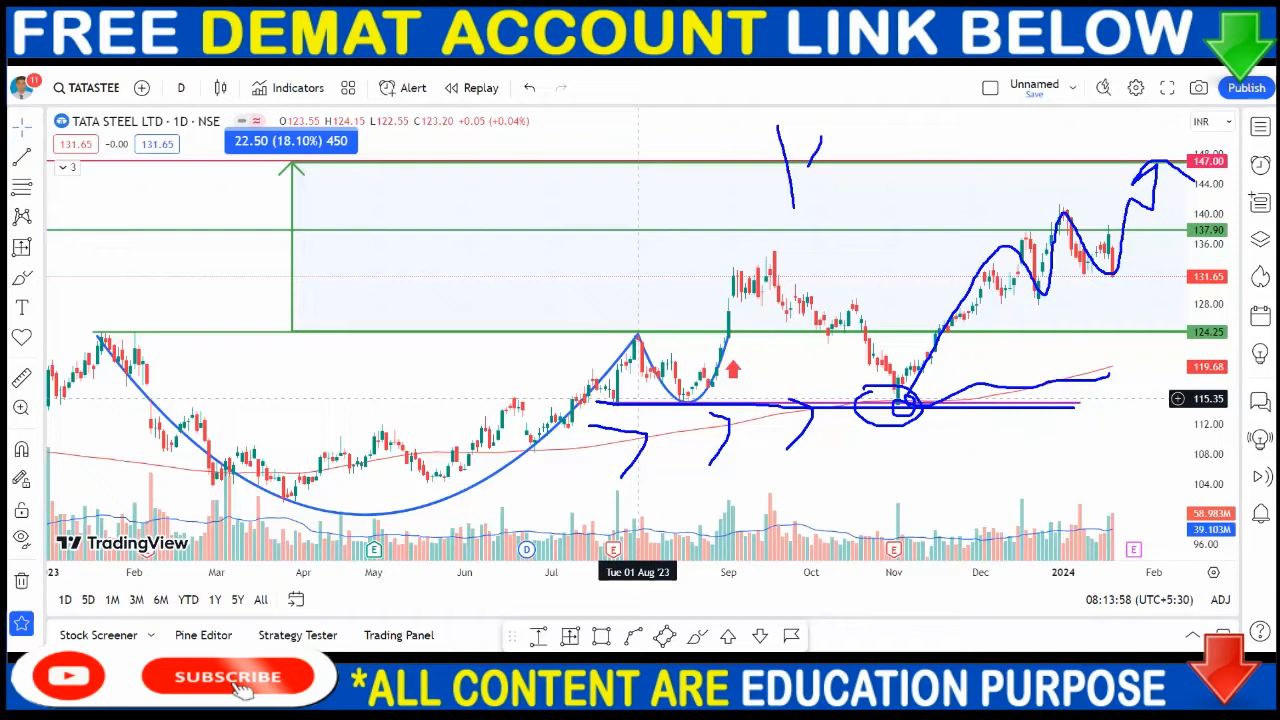 FREE DEMAT ACCOUNT LINK BELOW
11 TATASTEE D Indicators Alert Replay Unnamed Save Publish
TATA STEEL LTD · 1D · NSE O123.55 H124.15 L122.55 C123.20 +0.05 (+0.04%) INR
131.65 -0.00 131.65
22.50 (18.10%) 450
3
148.00
147.00
144.00
140.00
137.90
136.00
131.65
128.00
124.25
119.68
115.35
112.00
108.00
104.00
58.983M
39.103M
96.00
TradingView
E D E E E
23 Feb Mar Apr May Jun Jul Tue 01 Aug '23 Sep Oct Nov Dec 2024 Feb
1D 5D 1M 3M 6M YTD 1Y 5Y All 08:13:58 (UTC+5:30) ADJ
Stock Screener Pine Editor Strategy Tester Trading Panel
SUBSCRIBE
*ALL CONTENT ARE EDUCATION PURPOSE